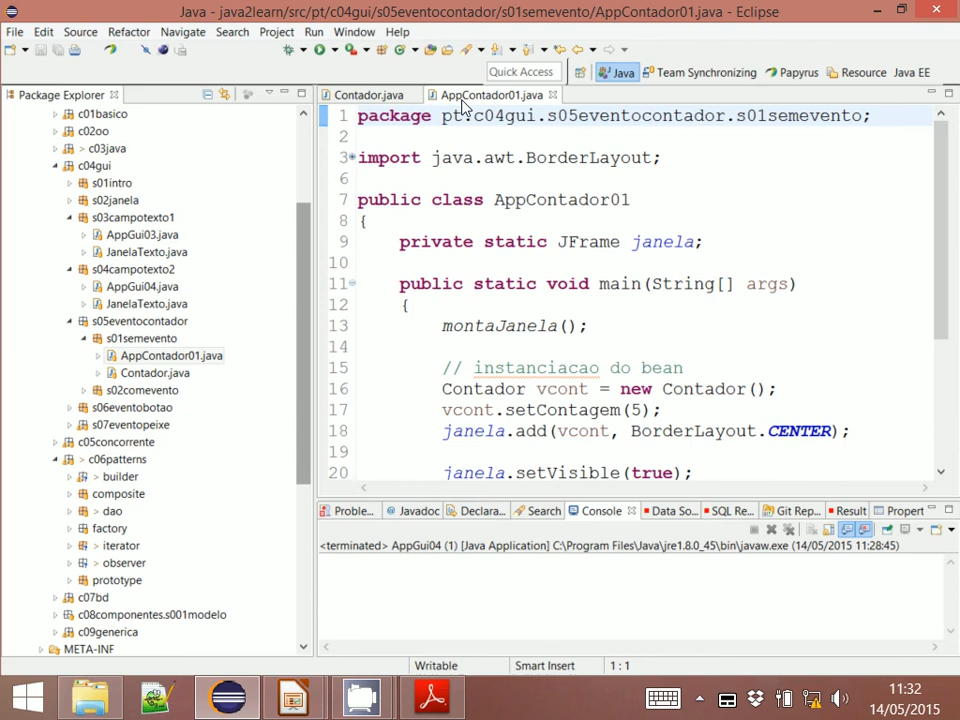 Java - java2learn/src/pt/c04gui/s05eventocontador/s01semevento/AppContador01.java - Eclipse
File Edit Source Refactor Navigate Search Project Run Window Help
Quick Access
Java Team Synchronizing Papyrus Resource Java EE
Package Explorer
Contador.java
AppContador01.java
c01basico
c02oo
> c03java
c04gui
s01intro
s02janela
s03campotexto1
AppGui03.java
JanelaTexto.java
s04campotexto2
AppGui04.java
JanelaTexto.java
s05eventocontador
s01semevento
AppContador01.java
Contador.java
s02comevento
s06eventobotao
s07eventopeixe
c05concorrente
> c06patterns
> builder
composite
> dao
factory
> iterator
> observer
prototype
c07bd
c08componentes.s001modelo
c09generica
META-INF
1 package pt.c04gui.s05eventocontador.s01semevento;
2
3 import java.awt.BorderLayout;
6
7 public class AppContador01
8 {
9 private static JFrame janela;
10
11 public static void main(String[] args)
12 {
13 montaJanela();
14
15 // instanciacao do bean
16 Contador vcont = new Contador();
17 vcont.setContagem(5);
18 janela.add(vcont, BorderLayout.CENTER);
19
20 janela.setVisible(true);
Proble... Javadoc Declara... Search Console Data So... SQL Re... Git Rep... Result Propert
<terminated> AppGui04 (1) [Java Application] C:\Program Files\Java\jre1.8.0_45\bin\javaw.exe (14/05/2015 11:28:45)
Writable Smart Insert 1 : 1
11:32
14/05/2015